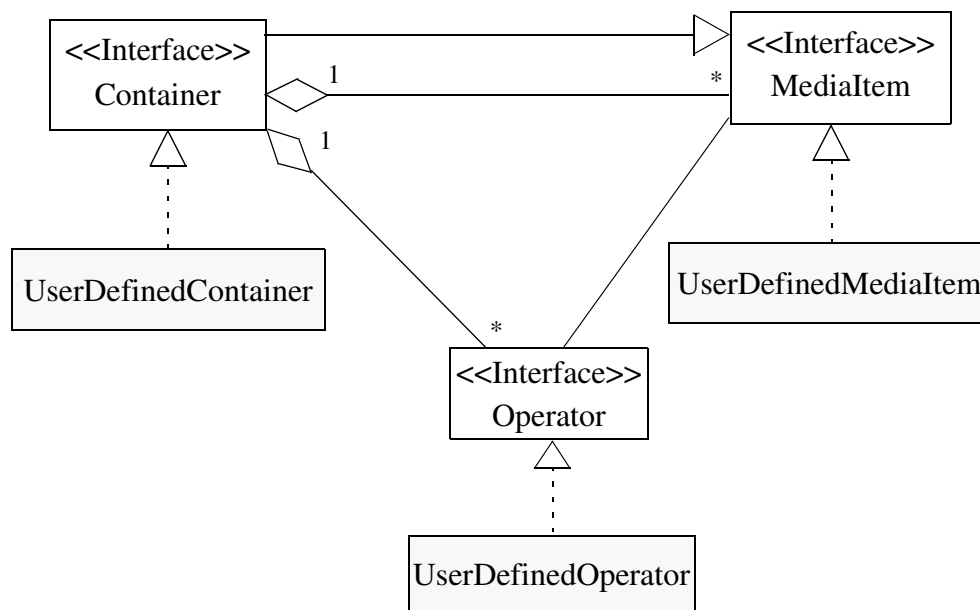 <<Interface>>
Container
<<Interface>>
MediaItem
1
*
1
UserDefinedContainer
UserDefinedMediaItem
*
<<Interface>>
Operator
UserDefinedOperator